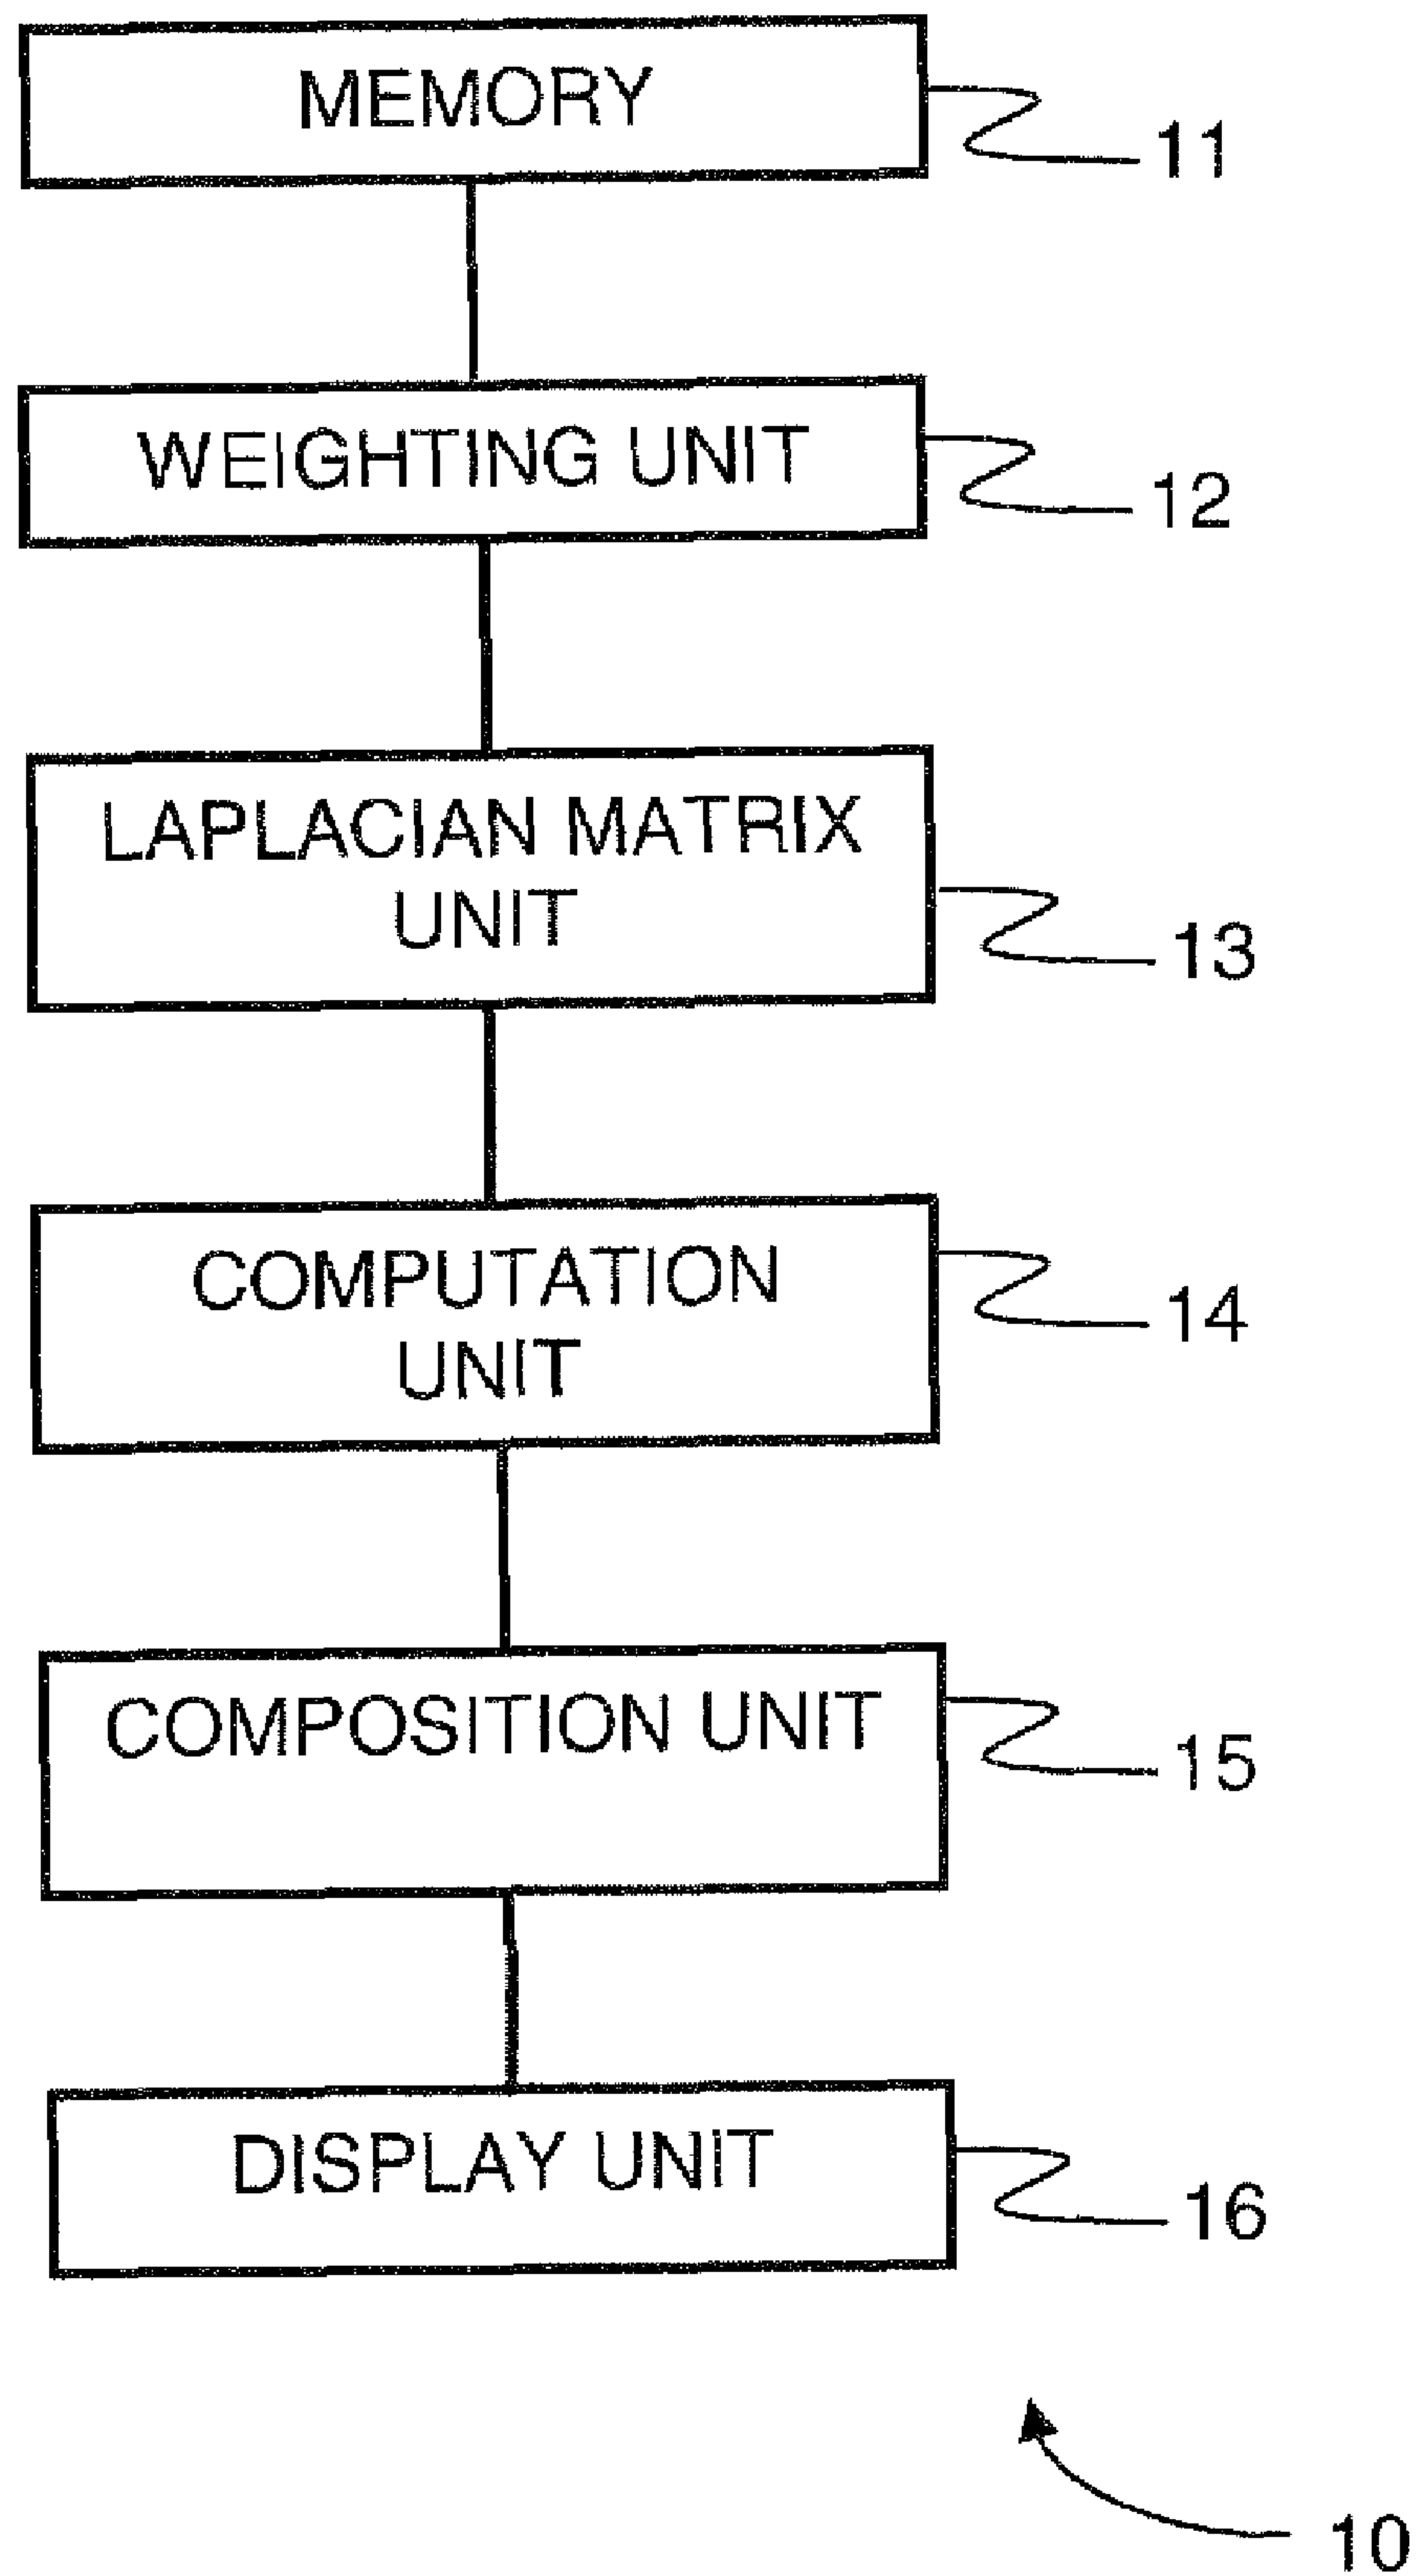 MEMORY
11
WEIGHTING UNIT
12
LAPLACIAN MATRIX
UNIT
13
COMPUTATION
UNIT
14
COMPOSITION UNIT
15
DISPLAY UNIT
16
10